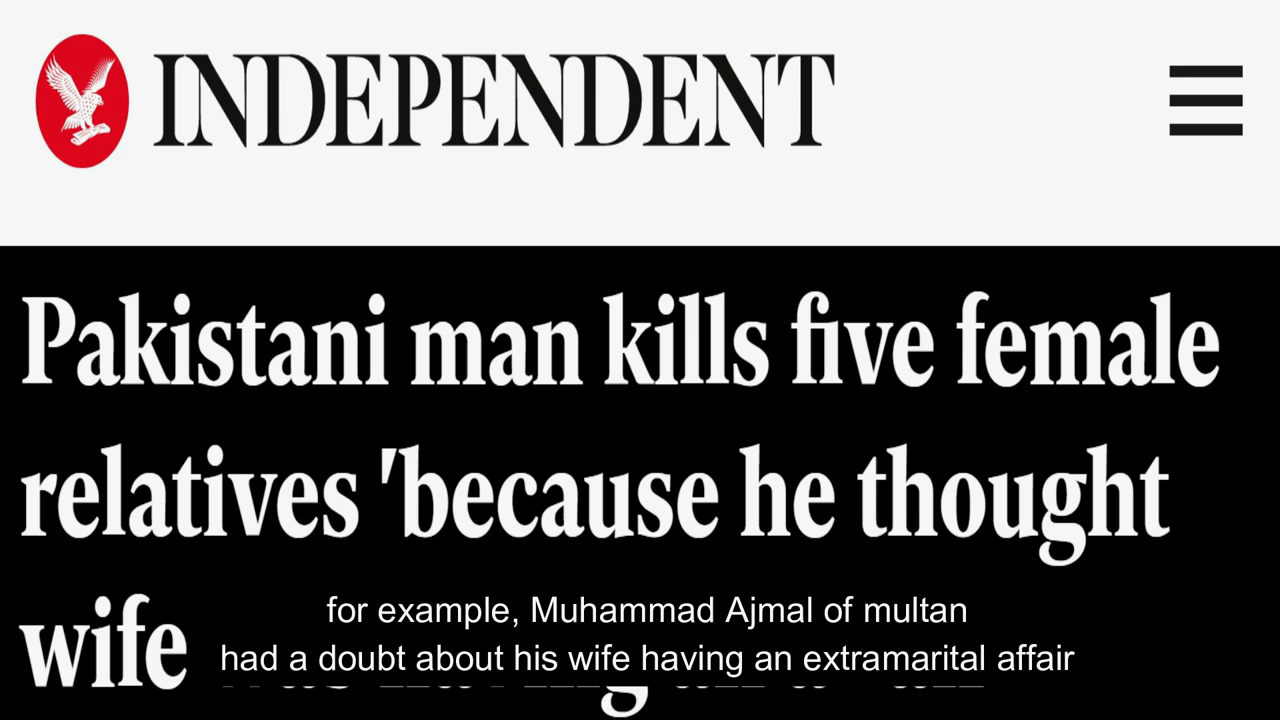 INDEPENDENT
Pakistani man kills five female
relatives 'because he thought
wife
for example, Muhammad Ajmal of multan
had a doubt about his wife having an extramarital affair